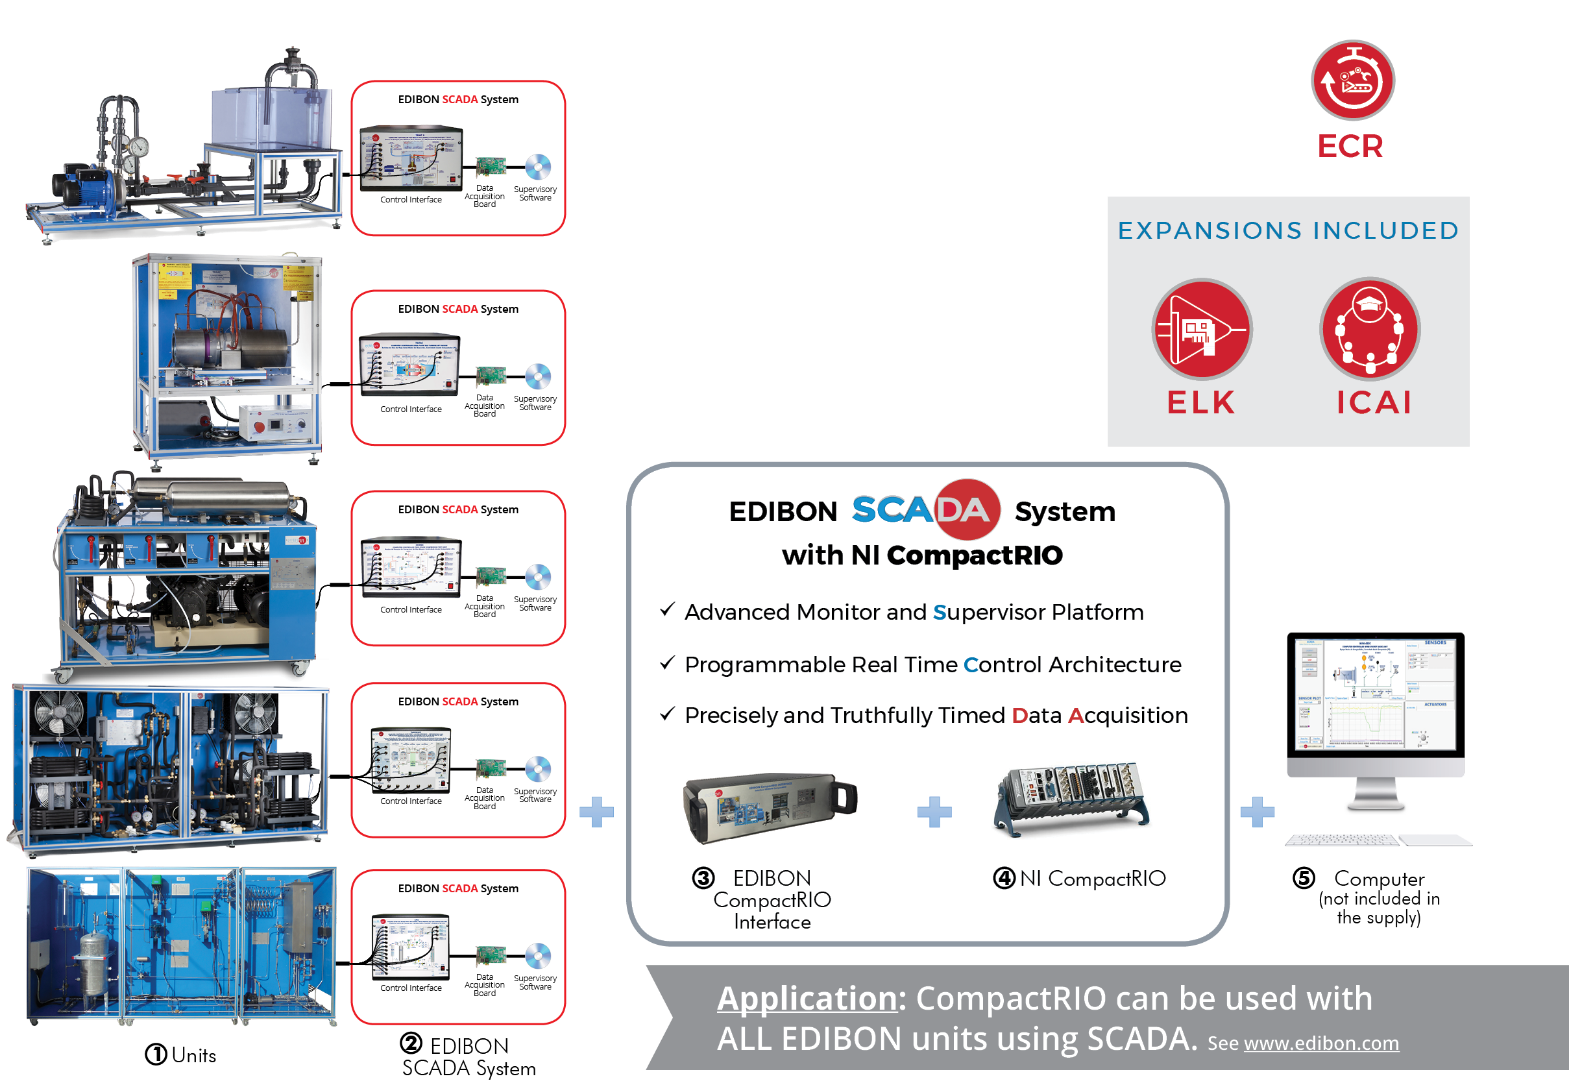 EDIBON SCADA System
Control Interface
Data
Acquisition
Board
Supervisory
Software
EDIBON SCADA System
Control Interface
Data
Acquisition
Board
Supervisory
Software
EDIBON SCADA System
Control Interface
Data
Acquisition
Board
Supervisory
Software
EDIBON SCADA System
Control Interface
Data
Acquisition
Board
Supervisory
Software
EDIBON SCADA System
Control Interface
Data
Acquisition
Board
Supervisory
Software
① Units
② EDIBON
SCADA System
ECR
EXPANSIONS INCLUDED
ELK
ICAI
EDIBON SCADA System
with NI CompactRIO
✓ Advanced Monitor and Supervisor Platform
✓ Programmable Real Time Control Architecture
✓ Precisely and Truthfully Timed Data Acquisition
③ EDIBON
CompactRIO
Interface
④ NI CompactRIO
SENSORS
ACTUATORS
⑤ Computer
(not included in
the supply)
Application: CompactRIO can be used with
ALL EDIBON units using SCADA. See www.edibon.com